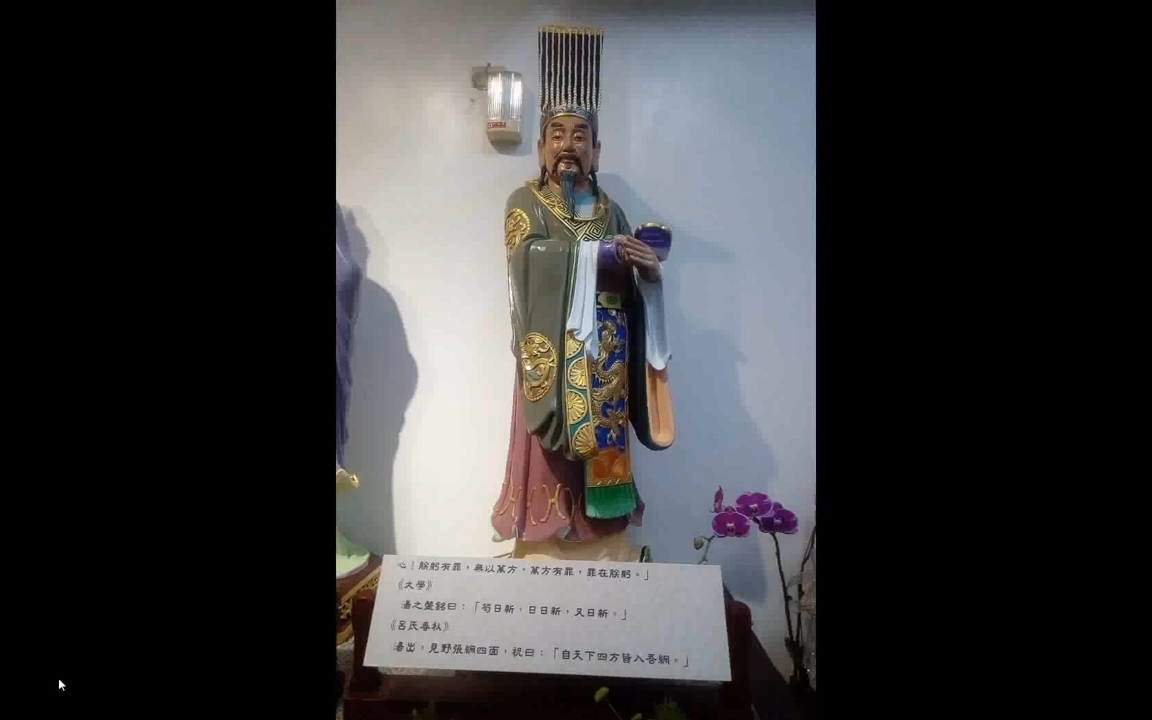 心！朕躬有罪，無以萬方，萬方有罪，罪在朕躬。」
《大學》
湯之盤銘曰：「苟日新，日日新，又日新。」
《呂氏春秋》
湯出，見野張網四面，祝曰：「自天下四方皆入吾網。」